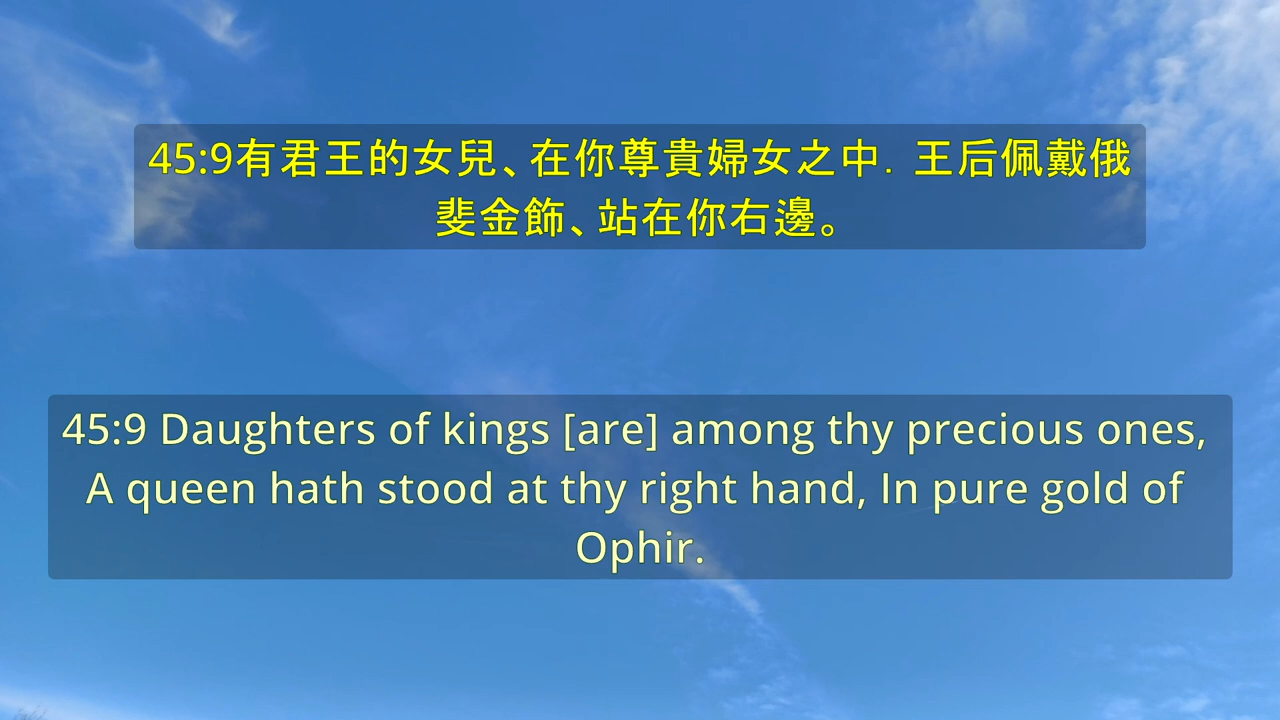 45:9有君王的女兒、在你尊貴婦女之中．王后佩戴俄
斐金飾、站在你右邊。
45:9 Daughters of kings [are] among thy precious ones,
A queen hath stood at thy right hand, In pure gold of
Ophir.